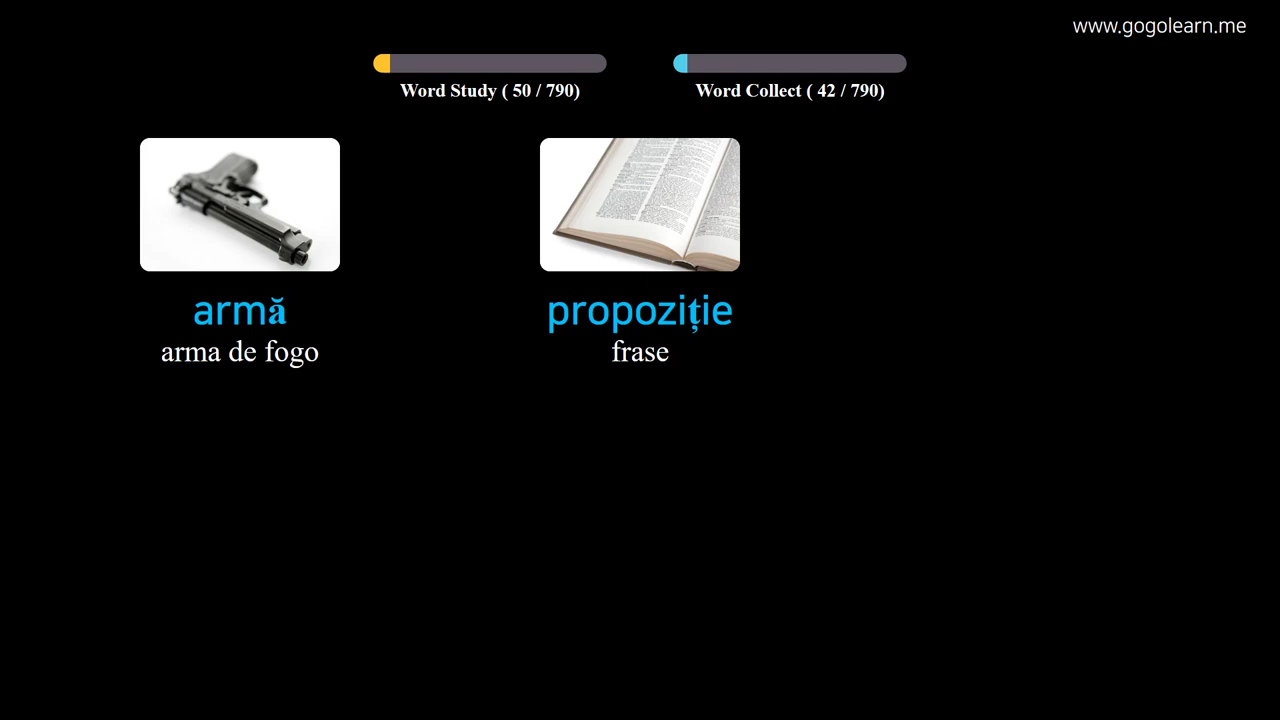 www.gogolearn.me
Word Study ( 50 / 790)
Word Collect ( 42 / 790)
armă
arma de fogo
propoziție
frase